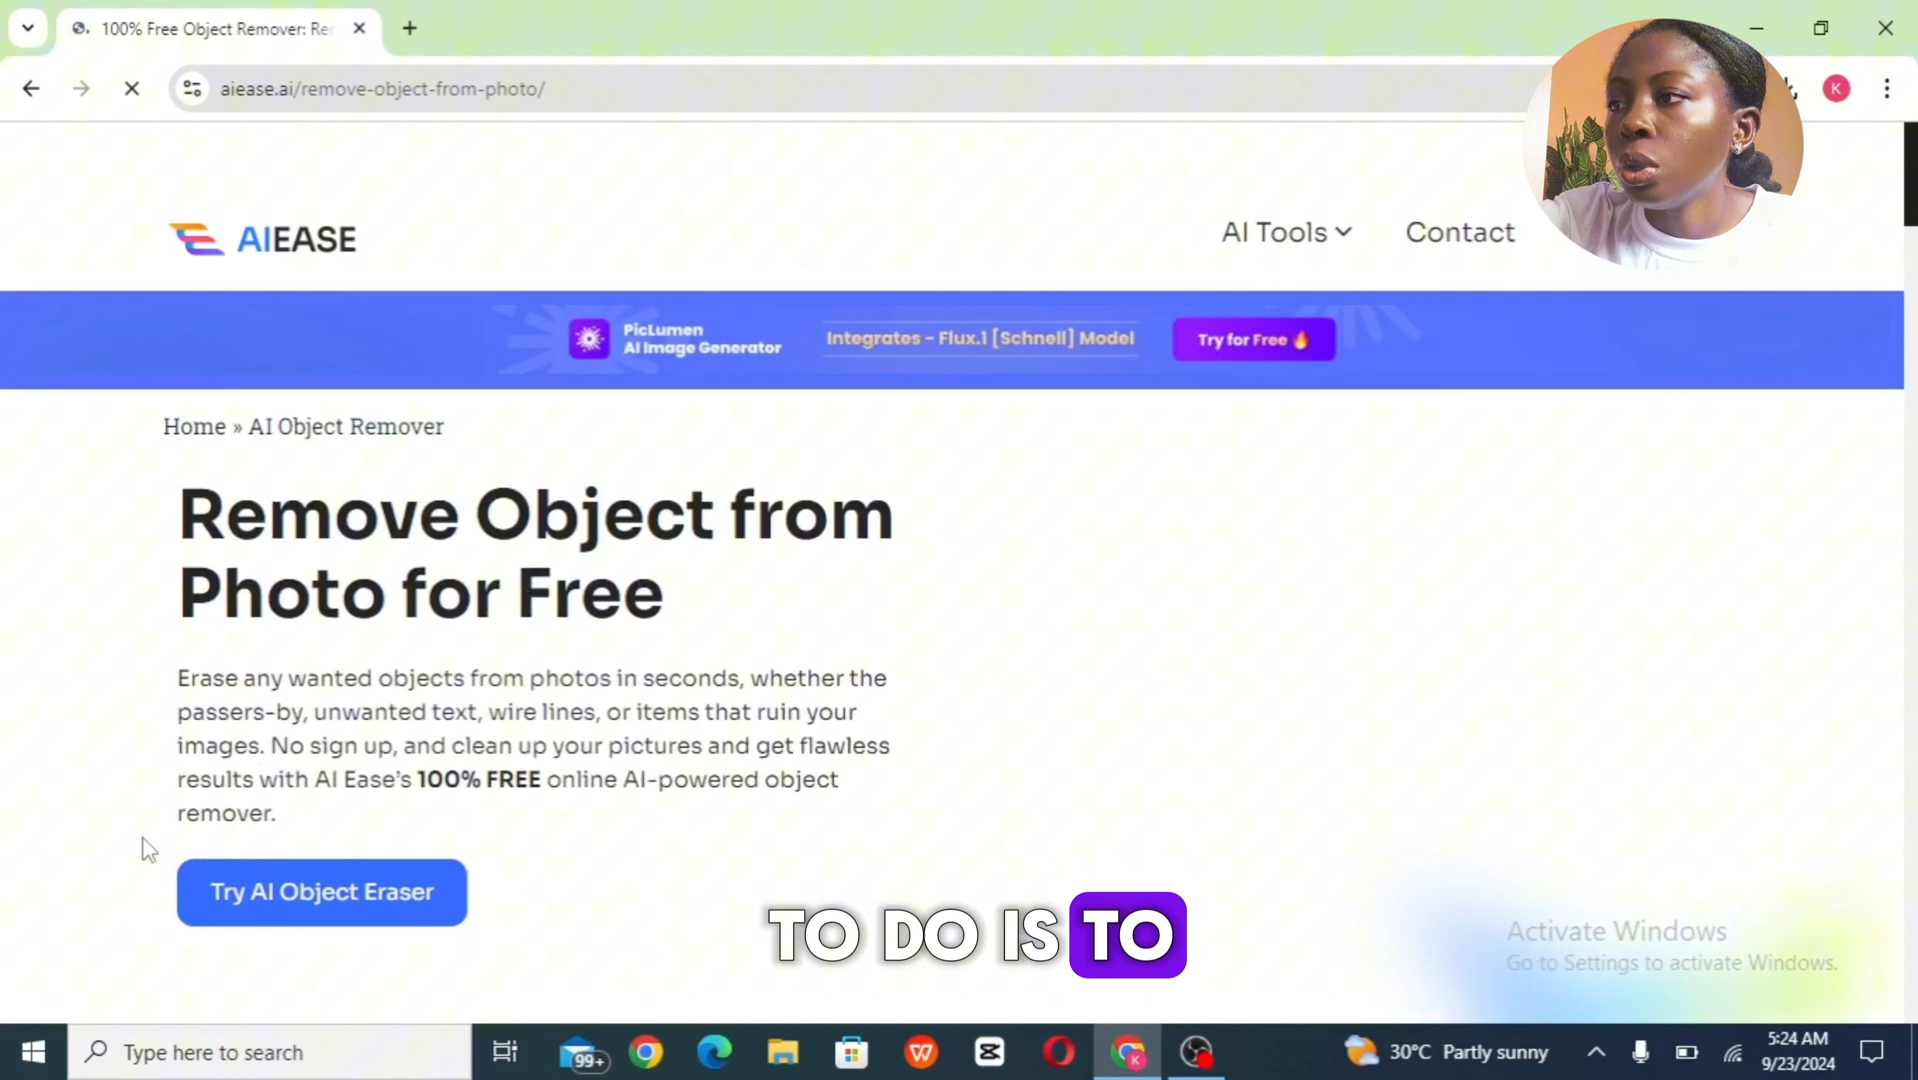 100% Free Object Remover: Rer
aiease.ai/remove-object-from-photo/
K
AIEASE
AI Tools
Contact
PicLumen
AI Image Generator
Integrates - Flux.1 [Schnell] Model
Try for Free
Home » AI Object Remover
Remove Object from
Photo for Free
Erase any wanted objects from photos in seconds, whether the
passers-by, unwanted text, wire lines, or items that ruin your
images. No sign up, and clean up your pictures and get flawless
results with AI Ease's 100% FREE online AI-powered object
remover.
Try AI Object Eraser
TO DO IS TO
Activate Windows
Go to Settings to activate Windows.
Type here to search
99+
W
K
30°C Partly sunny
5:24 AM
9/23/2024